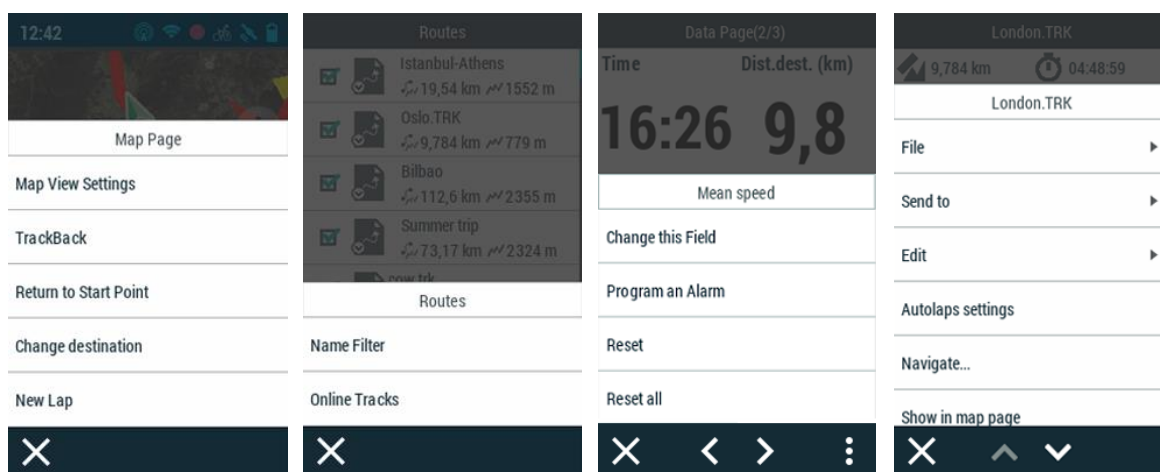 12:42
Map Page
Map View Settings
TrackBack
Return to Start Point
Change destination
New Lap
Routes
Istanbul-Athens
19,54 km 1552 m
Oslo.TRK
9,784 km 779 m
Bilbao
112,6 km 2355 m
Summer trip
73,17 km 2324 m
cow.trk
Routes
Name Filter
Online Tracks
Data Page(2/3)
Time Dist.dest. (km)
16:26 9,8
Mean speed
Change this Field
Program an Alarm
Reset
Reset all
London.TRK
9,784 km 04:48:59
London.TRK
File
Send to
Edit
Autolaps settings
Navigate...
Show in map page